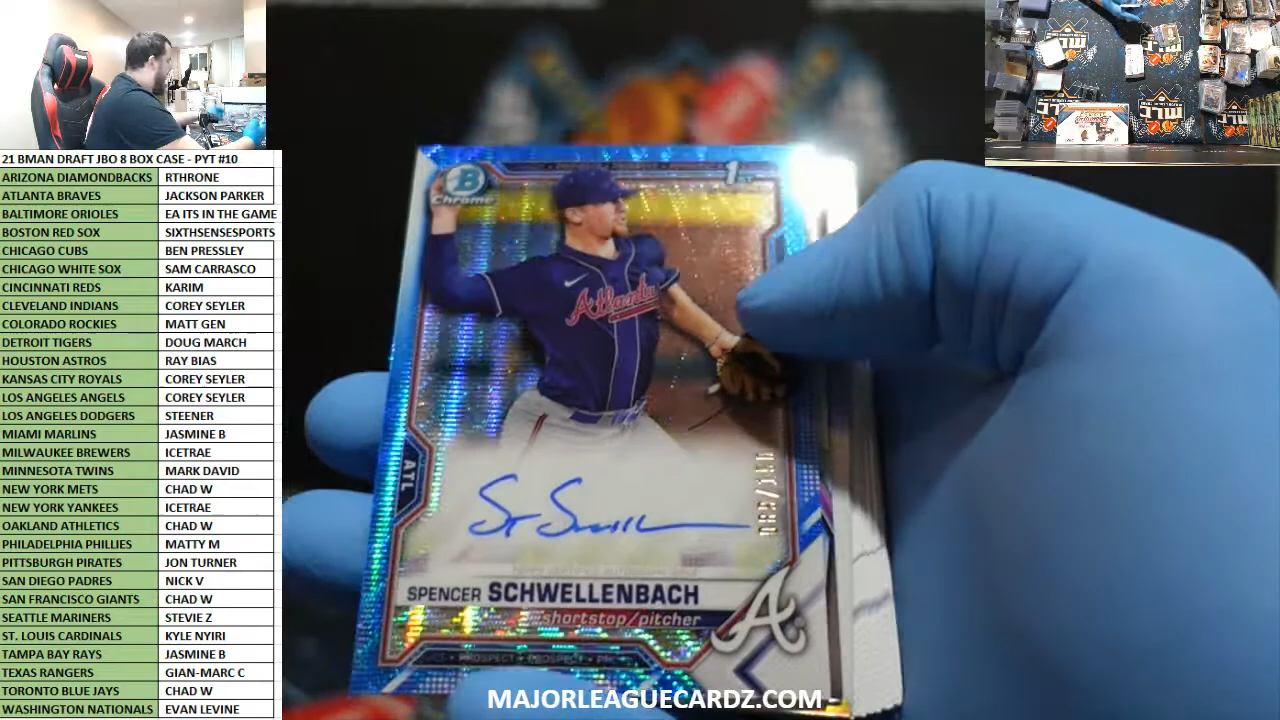 21 BMAN DRAFT JBO 8 BOX CASE - PYT #10
ARIZONA DIAMONDBACKS RTHRONE
ATLANTA BRAVES JACKSON PARKER
BALTIMORE ORIOLES EA ITS IN THE GAME
BOSTON RED SOX SIXTHSENSESPORTS
CHICAGO CUBS BEN PRESSLEY
CHICAGO WHITE SOX SAM CARRASCO
CINCINNATI REDS KARIM
CLEVELAND INDIANS COREY SEYLER
COLORADO ROCKIES MATT GEN
DETROIT TIGERS DOUG MARCH
HOUSTON ASTROS RAY BIAS
KANSAS CITY ROYALS COREY SEYLER
LOS ANGELES ANGELS COREY SEYLER
LOS ANGELES DODGERS STEENER
MIAMI MARLINS JASMINE B
MILWAUKEE BREWERS ICETRAE
MINNESOTA TWINS MARK DAVID
NEW YORK METS CHAD W
NEW YORK YANKEES ICETRAE
OAKLAND ATHLETICS CHAD W
PHILADELPHIA PHILLIES MATTY M
PITTSBURGH PIRATES JON TURNER
SAN DIEGO PADRES NICK V
SAN FRANCISCO GIANTS CHAD W
SEATTLE MARINERS STEVIE Z
ST. LOUIS CARDINALS KYLE NYIRI
TAMPA BAY RAYS JASMINE B
TEXAS RANGERS GIAN-MARC C
TORONTO BLUE JAYS CHAD W
WASHINGTON NATIONALS EVAN LEVINE
B
Chrome
1st
Atlanta
ATL
SPENCER SCHWELLENBACH
shortstop/pitcher
A
PROSPECT • PROSPECT
MAJORLEAGUECARDZ.COM -